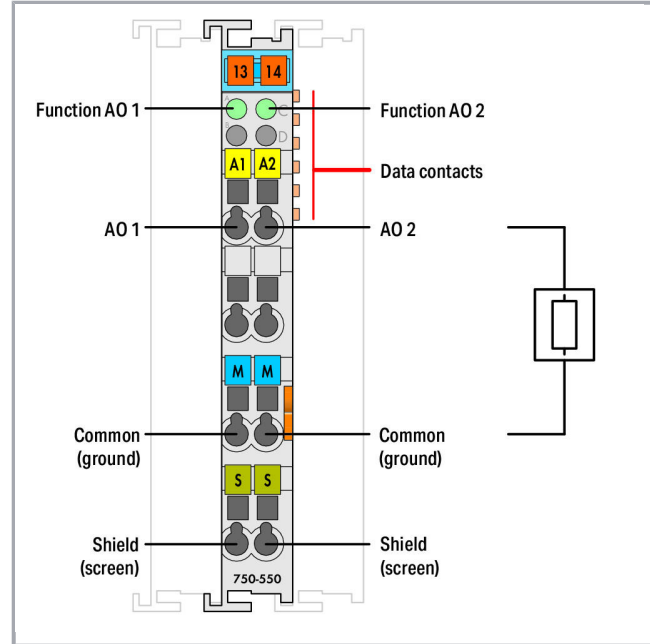 13 14
A C
Function AO 1
Function AO 2
B D
A1 A2
Data contacts
AO 1
AO 2
M M
Common
(ground)
Common
(ground)
S S
Shield
(screen)
Shield
(screen)
750-550